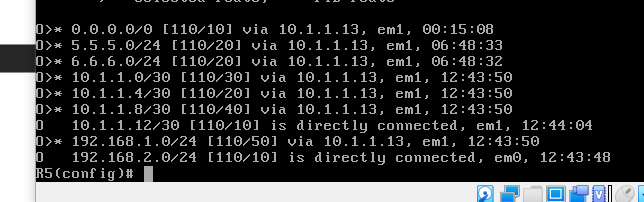 O>* 0.0.0.0/0 [110/10] via 10.1.1.13, em1, 00:15:08
O>* 5.5.5.0/24 [110/20] via 10.1.1.13, em1, 06:48:33
O>* 6.6.6.0/24 [110/20] via 10.1.1.13, em1, 06:48:32
O>* 10.1.1.0/30 [110/30] via 10.1.1.13, em1, 12:43:50
O>* 10.1.1.4/30 [110/20] via 10.1.1.13, em1, 12:43:50
O>* 10.1.1.8/30 [110/40] via 10.1.1.13, em1, 12:43:50
O   10.1.1.12/30 [110/10] is directly connected, em1, 12:44:04
O>* 192.168.1.0/24 [110/50] via 10.1.1.13, em1, 12:43:50
O   192.168.2.0/24 [110/10] is directly connected, em0, 12:43:48
R5(config)#